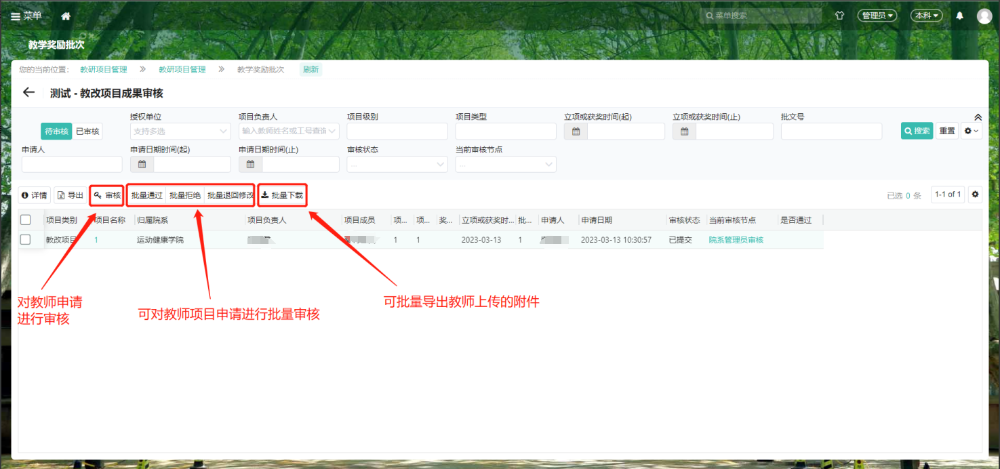 菜单
菜单搜索
管理员
本科
教学奖励批次
您的当前位置： 教研项目管理 》 教研项目管理 》 教学奖励批次 刷新
测试 - 教改项目成果审核
授权单位 项目负责人 项目级别 项目类型 立项或获奖时间(起) 立项或获奖时间(止) 批文号
待审核 已审核 支持多选 输入教师姓名或工号查询 搜索 重置
申请人 申请日期时间(起) 申请日期时间(止) 审核状态 当前审核节点
... ...
详情 导出 审核 批量通过 批量拒绝 批量退回修改 批量下载 已选 0 条 1-1 of 1
项目类别 项目名称 归属院系 项目负责人 项目成员 项... 项... 奖... 立项或获奖时... 批... 申请人 申请日期 审核状态 当前审核节点 是否通过
教改项目 1 运动健康学院 1 1 2023-03-13 1 2023-03-13 10:30:57 已提交 院系管理员审核
对教师申请
进行审核
可对教师项目申请进行批量审核
可批量导出教师上传的附件